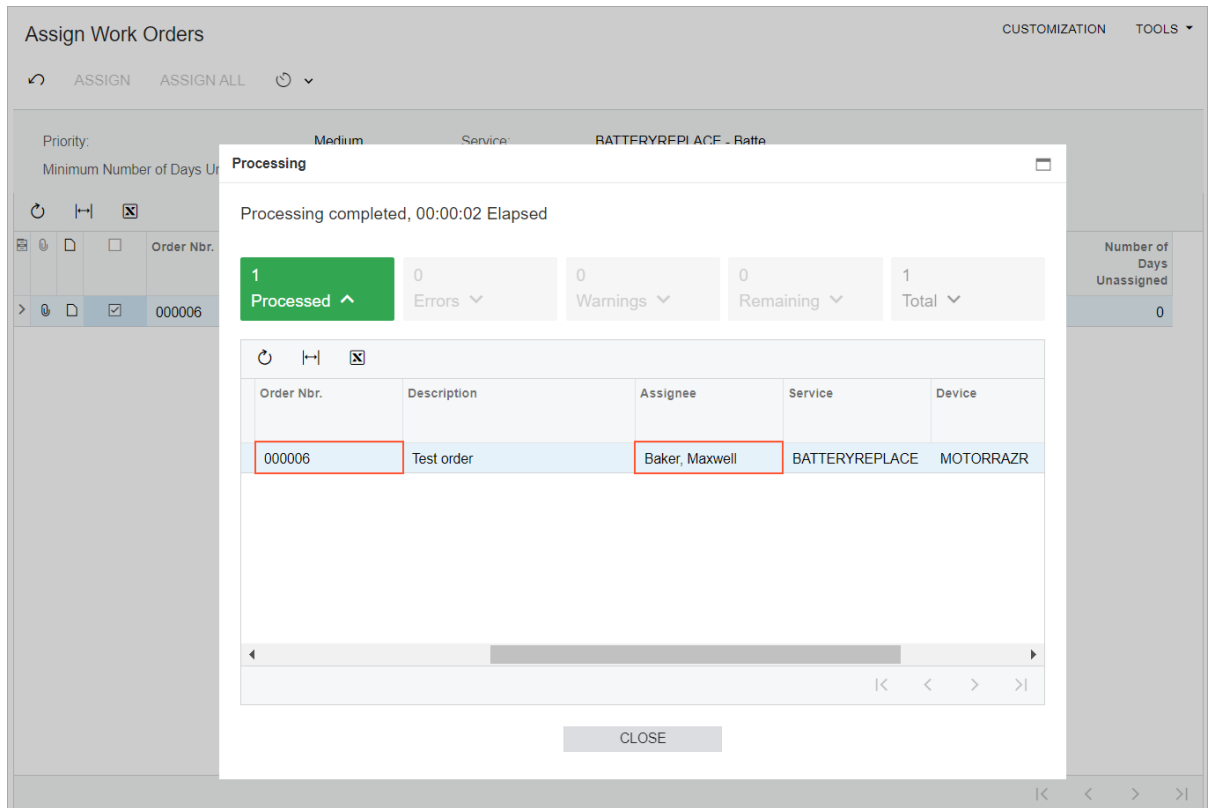 Assign Work Orders
CUSTOMIZATION TOOLS
ASSIGN ASSIGN ALL
Priority: Medium Service: BATTERYREPLACE - Batte
Minimum Number of Days Un
Processing
Processing completed, 00:00:02 Elapsed
Order Nbr.
Number of
Days
Unassigned
000006
0
1
Processed
0
Errors
0
Warnings
0
Remaining
1
Total
Order Nbr. Description Assignee Service Device
000006 Test order Baker, Maxwell BATTERYREPLACE MOTORRAZR
CLOSE